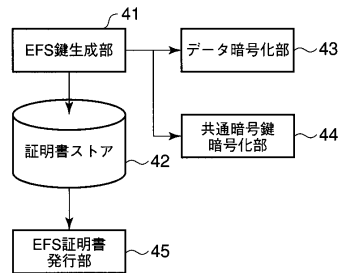 41
EFS鍵生成部
データ暗号化部
43
証明書ストア
42
共通暗号鍵
暗号化部
44
EFS証明書
発行部
45